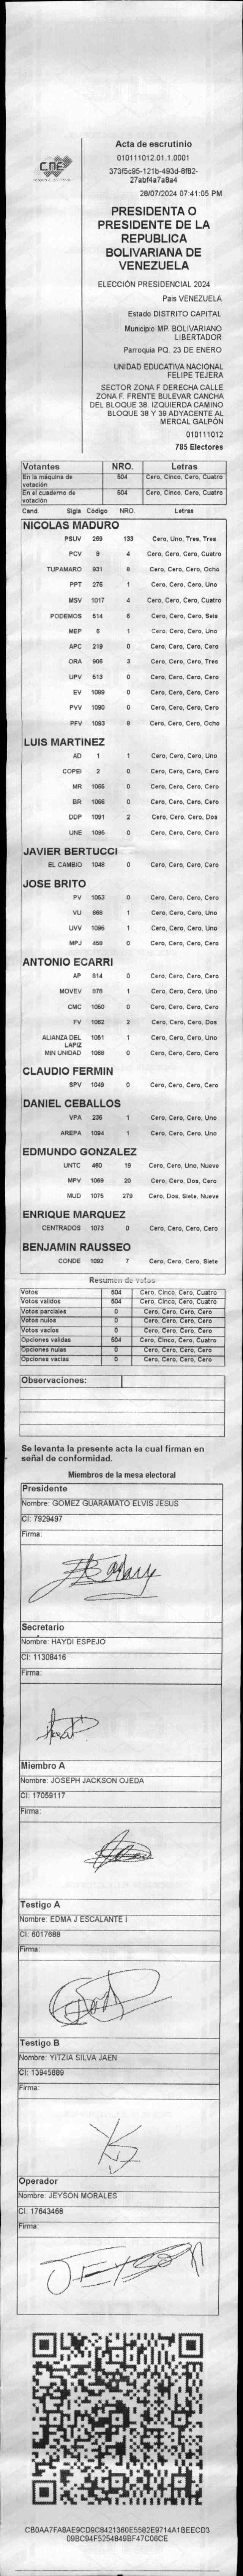 CNE
Acta de escrutinio
010111012.01.1.0001
373f5c95-121b-493d-8f82-
27abf4a7a8a4
28/07/2024 07:41:05 PM
PRESIDENTA O
PRESIDENTE DE LA
REPUBLICA
BOLIVARIANA DE
VENEZUELA
ELECCIÓN PRESIDENCIAL 2024
Pais VENEZUELA
Estado DISTRITO CAPITAL
Municipio MP. BOLIVARIANO
LIBERTADOR
Parroquia PQ. 23 DE ENERO
UNIDAD EDUCATIVA NACIONAL
FELIPE TEJERA
SECTOR ZONA F DERECHA CALLE
ZONA F. FRENTE BULEVAR CANCHA
DEL BLOQUE 38. IZQUIERDA CAMINO
BLOQUE 38 Y 39 ADYACENTE AL
MERCAL GALPÓN
010111012
785 Electores
Votantes NRO. Letras
En la máquina de votación 504 Cero, Cinco, Cero, Cuatro
En el cuaderno de votación 504 Cero, Cinco, Cero, Cuatro
Cand. Sigla Código NRO. Letras
NICOLAS MADURO
PSUV 269 133 Cero, Uno, Tres, Tres
PCV 9 4 Cero, Cero, Cero, Cuatro
TUPAMARO 931 8 Cero, Cero, Cero, Ocho
PPT 276 1 Cero, Cero, Cero, Uno
MSV 1017 4 Cero, Cero, Cero, Cuatro
PODEMOS 514 6 Cero, Cero, Cero, Seis
MEP 6 1 Cero, Cero, Cero, Uno
APC 219 0 Cero, Cero, Cero, Cero
ORA 906 3 Cero, Cero, Cero, Tres
UPV 513 0 Cero, Cero, Cero, Cero
EV 1089 0 Cero, Cero, Cero, Cero
PVV 1090 0 Cero, Cero, Cero, Cero
PFV 1093 8 Cero, Cero, Cero, Ocho
LUIS MARTINEZ
AD 1 1 Cero, Cero, Cero, Uno
COPEI 2 0 Cero, Cero, Cero, Cero
MR 1065 0 Cero, Cero, Cero, Cero
BR 1066 0 Cero, Cero, Cero, Cero
DDP 1091 2 Cero, Cero, Cero, Dos
UNE 1095 0 Cero, Cero, Cero, Cero
JAVIER BERTUCCI
EL CAMBIO 1048 0 Cero, Cero, Cero, Cero
JOSE BRITO
PV 1053 0 Cero, Cero, Cero, Cero
VU 868 1 Cero, Cero, Cero, Uno
UVV 1096 1 Cero, Cero, Cero, Uno
MPJ 459 0 Cero, Cero, Cero, Cero
ANTONIO ECARRI
AP 814 0 Cero, Cero, Cero, Cero
MOVEV 878 1 Cero, Cero, Cero, Uno
CMC 1050 0 Cero, Cero, Cero, Cero
FV 1062 2 Cero, Cero, Cero, Dos
ALIANZA DEL LAPIZ 1051 1 Cero, Cero, Cero, Uno
MIN UNIDAD 1068 0 Cero, Cero, Cero, Cero
CLAUDIO FERMIN
SPV 1049 0 Cero, Cero, Cero, Cero
DANIEL CEBALLOS
VPA 236 1 Cero, Cero, Cero, Uno
AREPA 1094 1 Cero, Cero, Cero, Uno
EDMUNDO GONZALEZ
UNTC 460 19 Cero, Cero, Uno, Nueve
MPV 1069 20 Cero, Cero, Dos, Cero
MUD 1075 279 Cero, Dos, Siete, Nueve
ENRIQUE MARQUEZ
CENTRADOS 1073 0 Cero, Cero, Cero, Cero
BENJAMIN RAUSSEO
CONDE 1092 7 Cero, Cero, Cero, Siete
Resumen de votos
Votos 504 Cero, Cinco, Cero, Cuatro
Votos validos 504 Cero, Cinco, Cero, Cuatro
Votos parciales 0 Cero, Cero, Cero, Cero
Votos nulos 0 Cero, Cero, Cero, Cero
Votos vacios 0 Cero, Cero, Cero, Cero
Opciones validas 504 Cero, Cinco, Cero, Cuatro
Opciones nulas 0 Cero, Cero, Cero, Cero
Opciones vacias 0 Cero, Cero, Cero, Cero
Observaciones:
Se levanta la presente acta la cual firman en
señal de conformidad.
Miembros de la mesa electoral
Presidente
Nombre: GOMEZ GUARAMATO ELVIS JESUS
CI: 7929497
Firma:
Secretario
Nombre: HAYDI ESPEJO
CI: 11308416
Firma:
Miembro A
Nombre: JOSEPH JACKSON OJEDA
CI: 17059117
Firma:
Testigo A
Nombre: EDMA J ESCALANTE I
CI: 6017688
Firma:
Testigo B
Nombre: YITZIA SILVA JAEN
CI: 13945889
Firma:
Operador
Nombre: JEYSON MORALES
CI: 17643468
Firma:
JEYSON
CB0AA7FABAE9CD9C8421360E5582E9714A1BEECD3
09BC94F5254849BF47C08CE